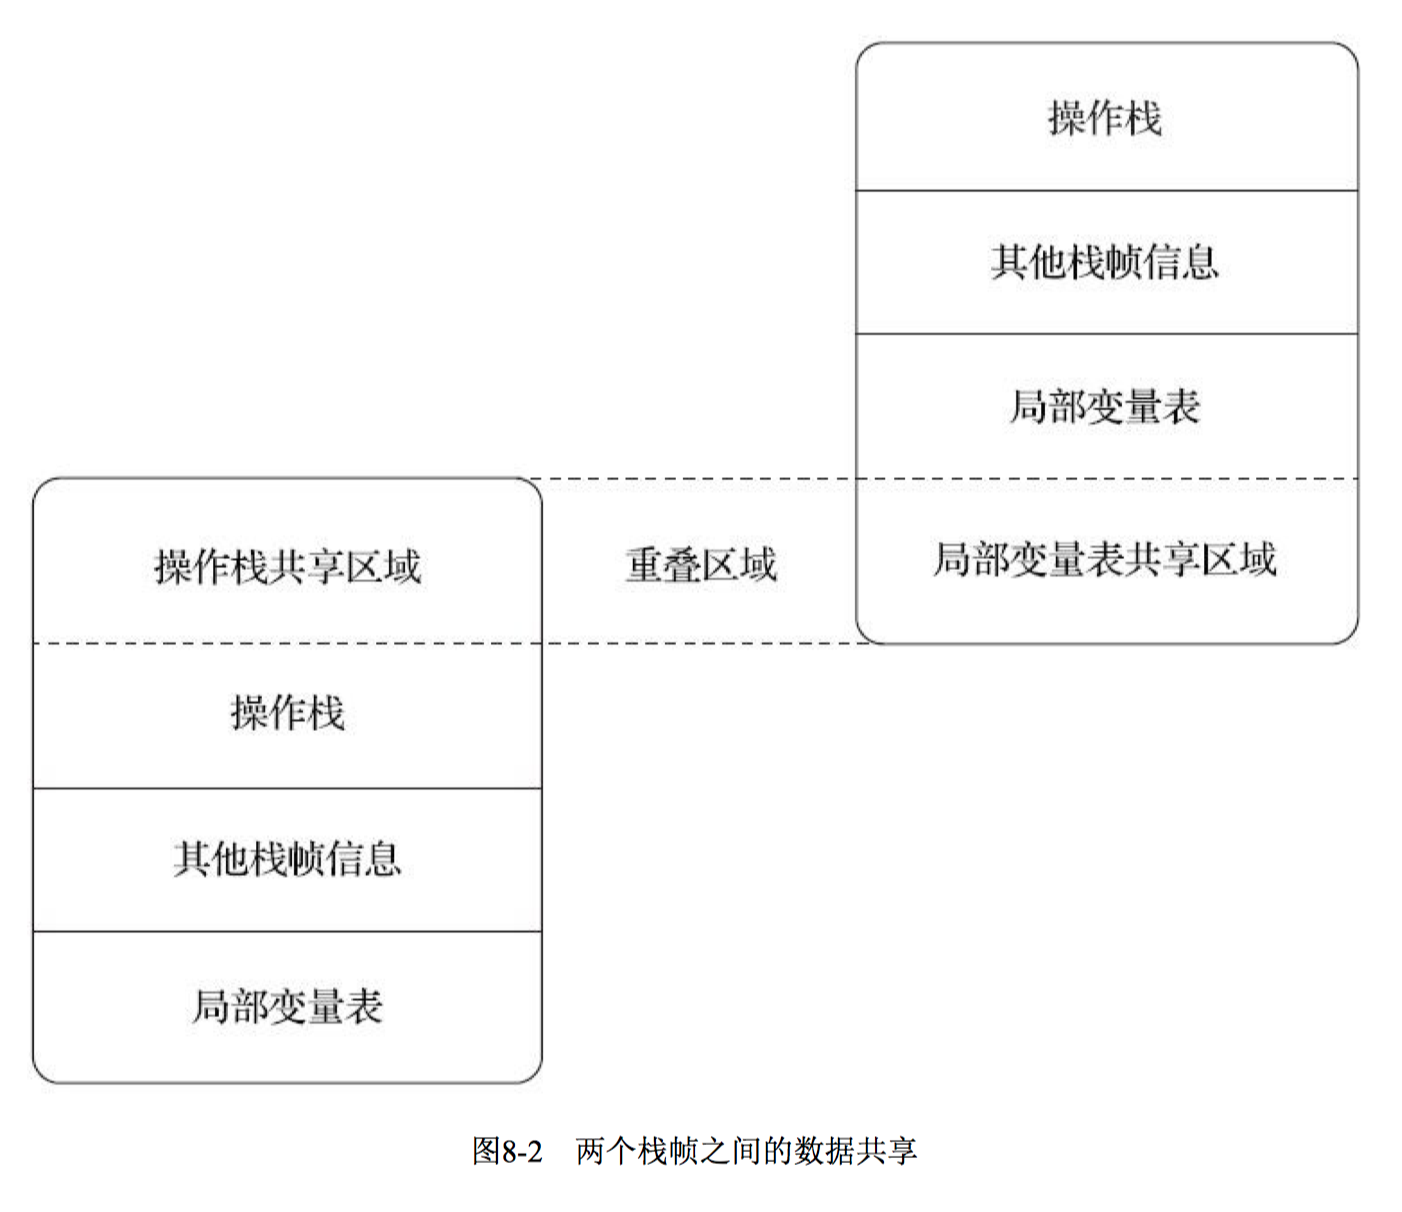 操作栈
其他栈帧信息
局部变量表
操作栈共享区域
重叠区域
局部变量表共享区域
操作栈
其他栈帧信息
局部变量表
图8-2 两个栈帧之间的数据共享